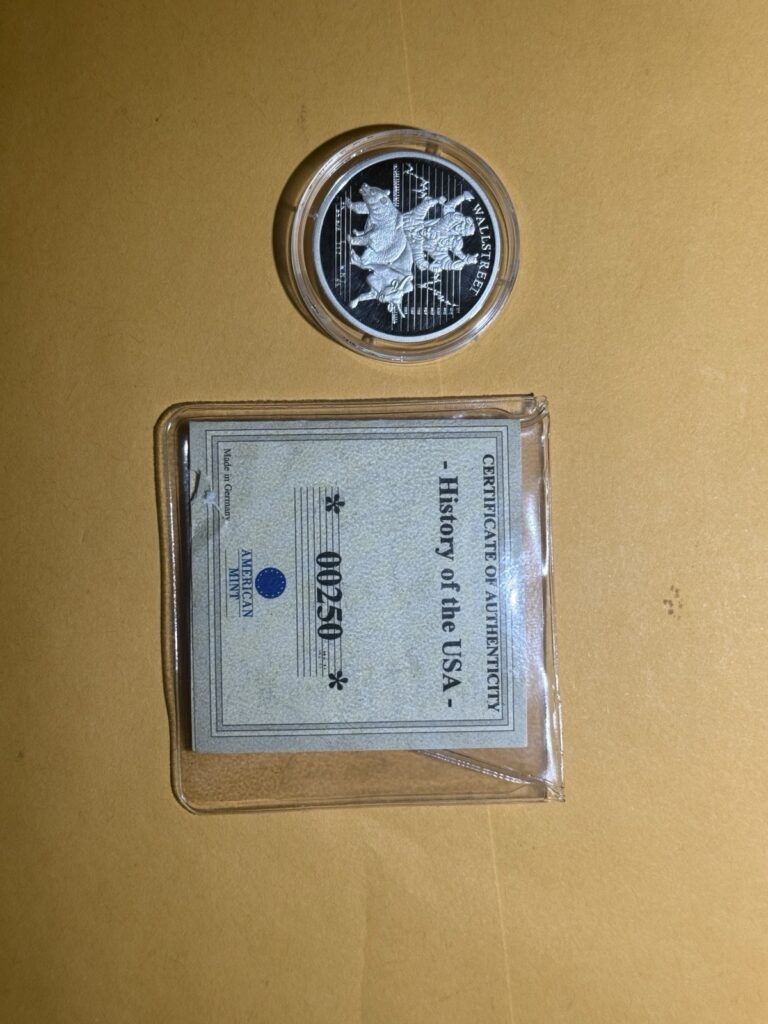 WALLSTREET
CERTIFICATE OF AUTHENTICITY
- History of the USA -
* 00250 *
AMERICAN
MINT
Made in Germany